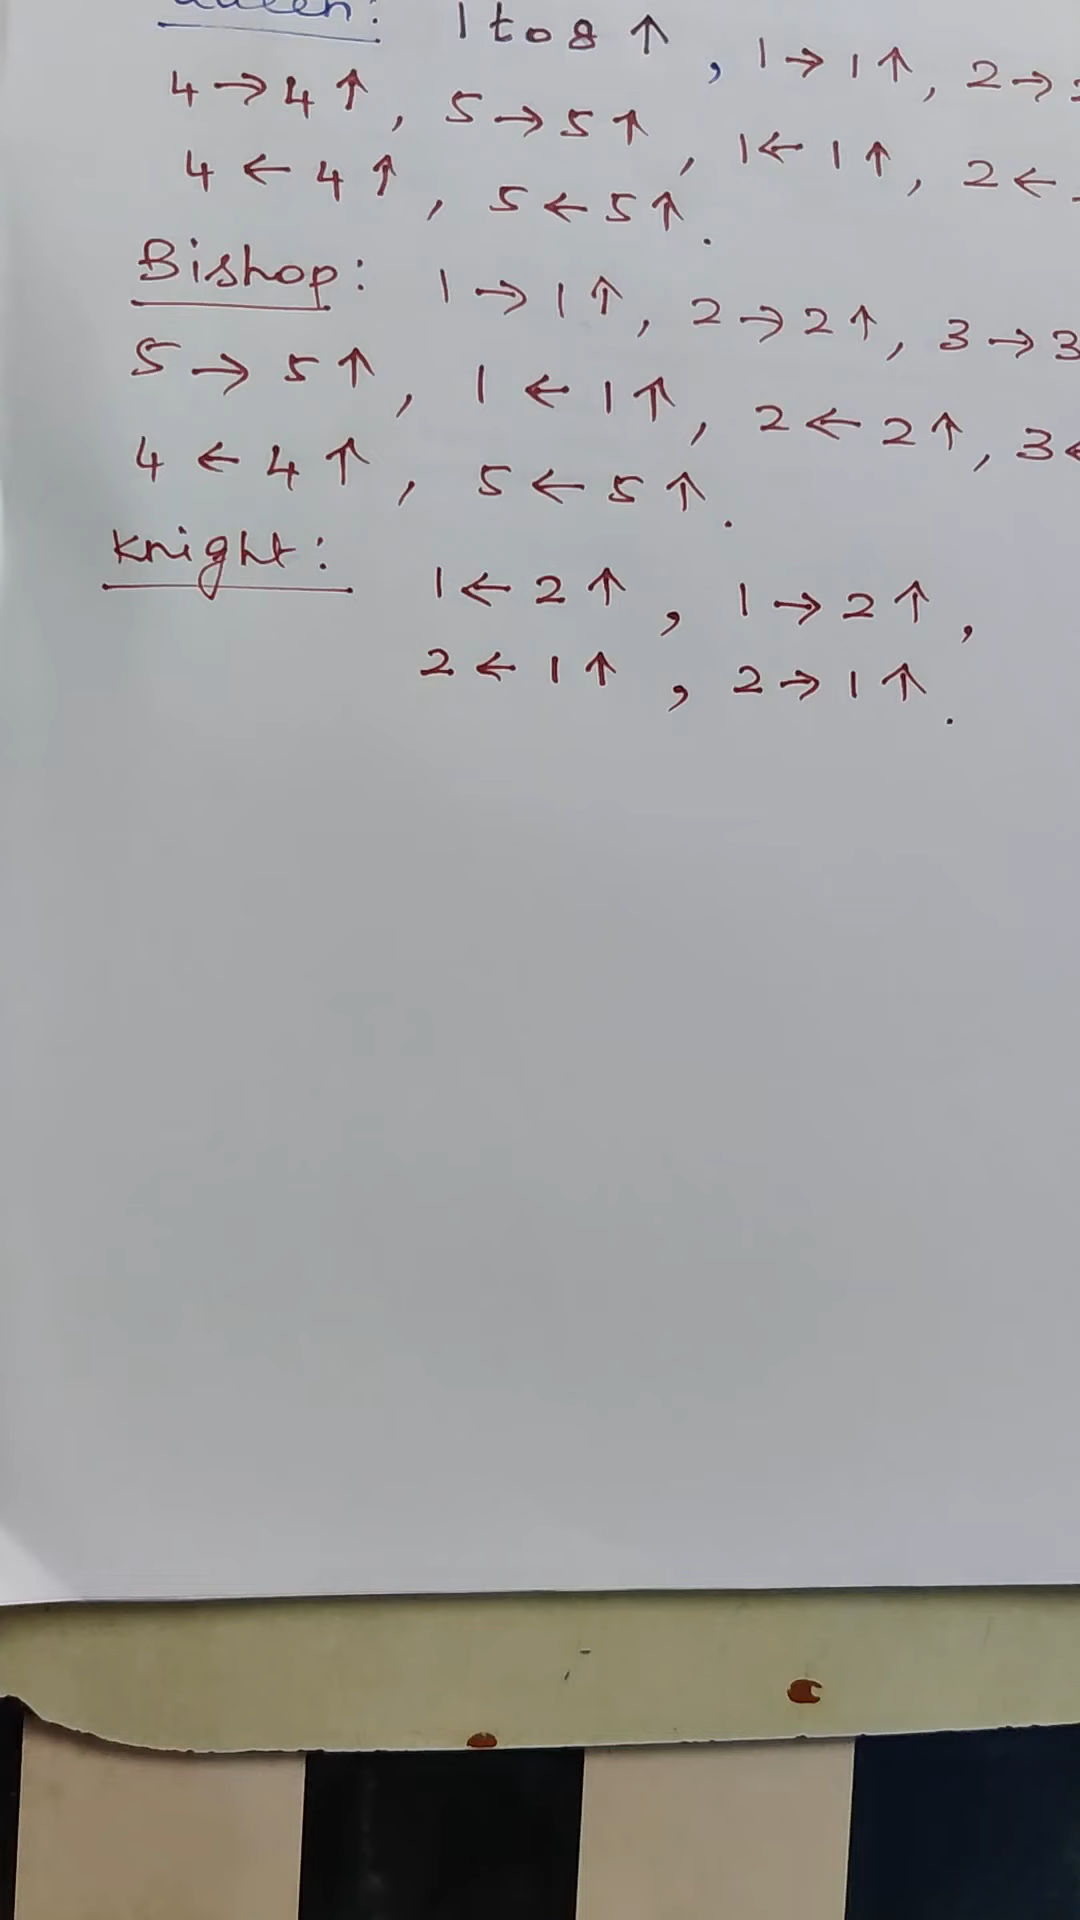 Queen: 1 to 8 ↑, 1 → 1 ↑, 2 →
4 → 4 ↑, 5 → 5 ↑, 1 ← 1 ↑, 2 ←
4 ← 4 ↑, 5 ← 5 ↑.
Bishop: 1 → 1 ↑, 2 → 2 ↑, 3 → 3
5 → 5 ↑, 1 ← 1 ↑, 2 ← 2 ↑, 3 ←
4 ← 4 ↑, 5 ← 5 ↑.
Knight: 1 ← 2 ↑, 1 → 2 ↑,
2 ← 1 ↑, 2 → 1 ↑.